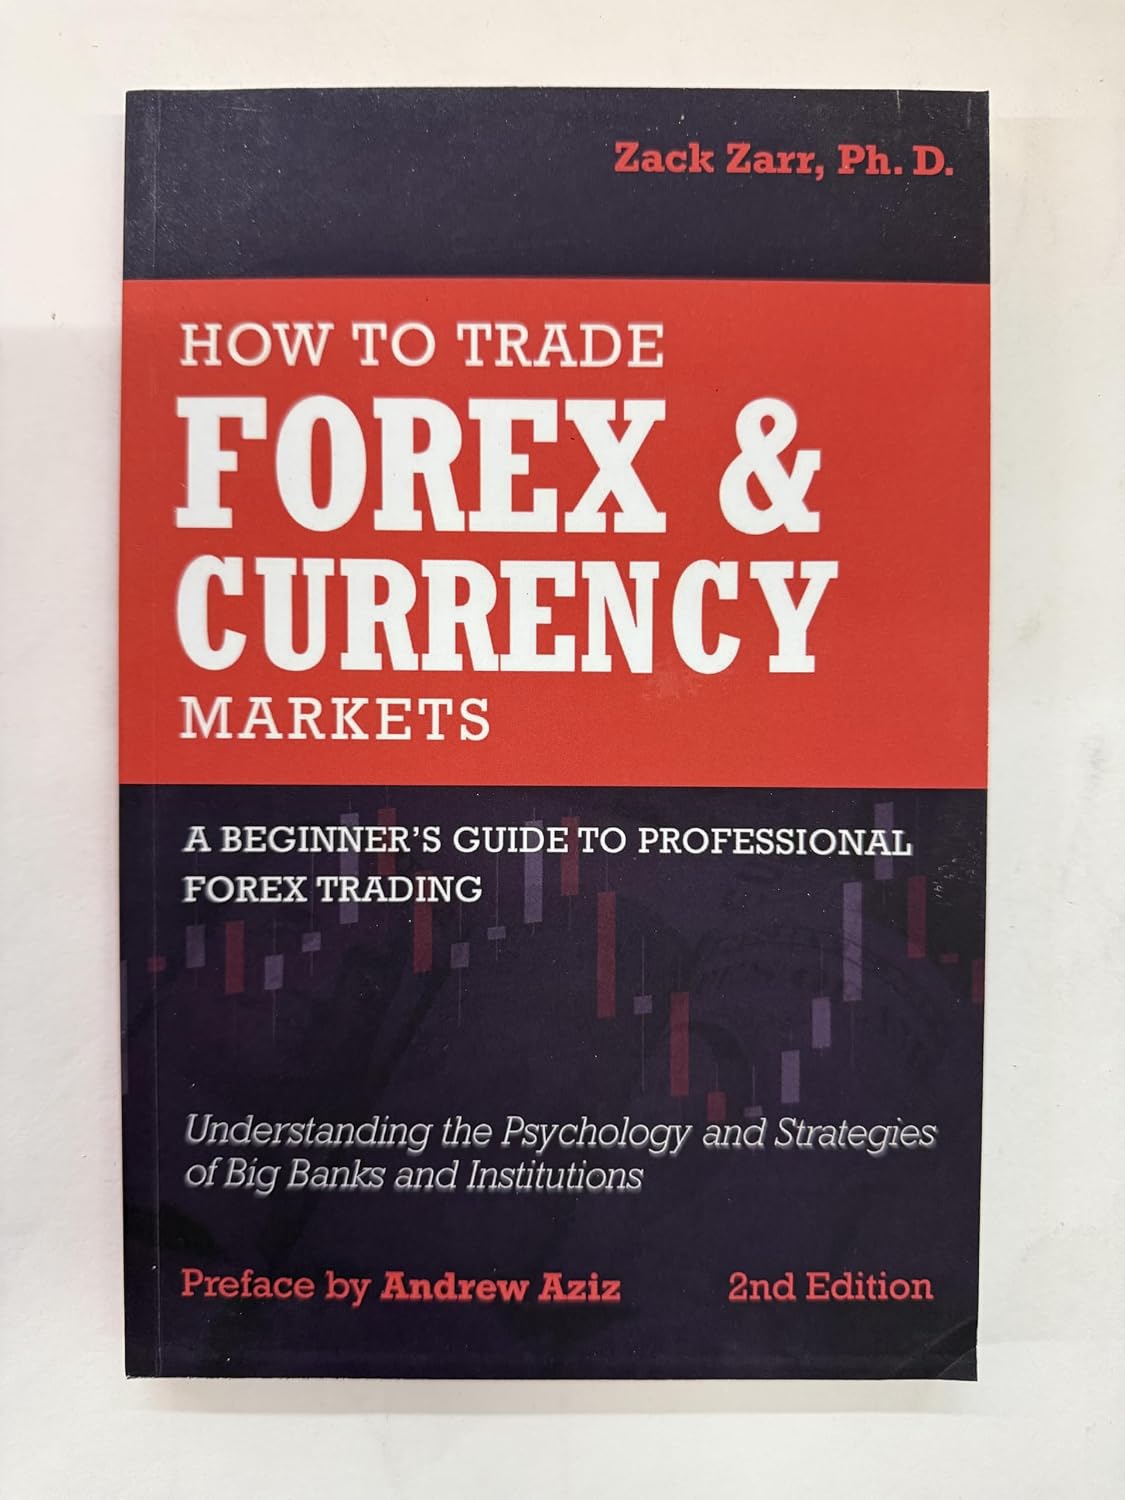 Zack Zarr, Ph. D.
HOW TO TRADE
FOREX &
CURRENCY
MARKETS
A BEGINNER'S GUIDE TO PROFESSIONAL
FOREX TRADING
Understanding the Psychology and Strategies
of Big Banks and Institutions
Preface by Andrew Aziz 2nd Edition